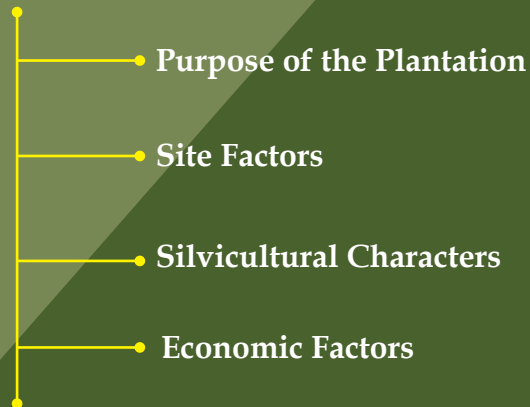 Purpose of the Plantation
Site Factors
Silvicultural Characters
Economic Factors